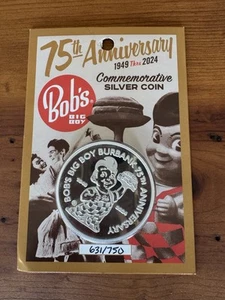 75th Anniversary
1949 Thru 2024
Commemorative
SILVER COIN
Bob's
BIG
BOY
BOB'S BIG BOY BURBANK · 75TH ANNIVERSARY
631/750